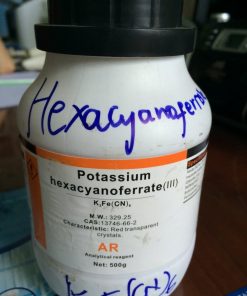 Hexacyanoferra
Potassium
hexacyanoferrate(III)
K₃Fe(CN)₆
M.W.: 329.25
CAS:13746-66-2
Characteristic: Red transparent
crystals.
AR
Analytical reagent
Net: 500g